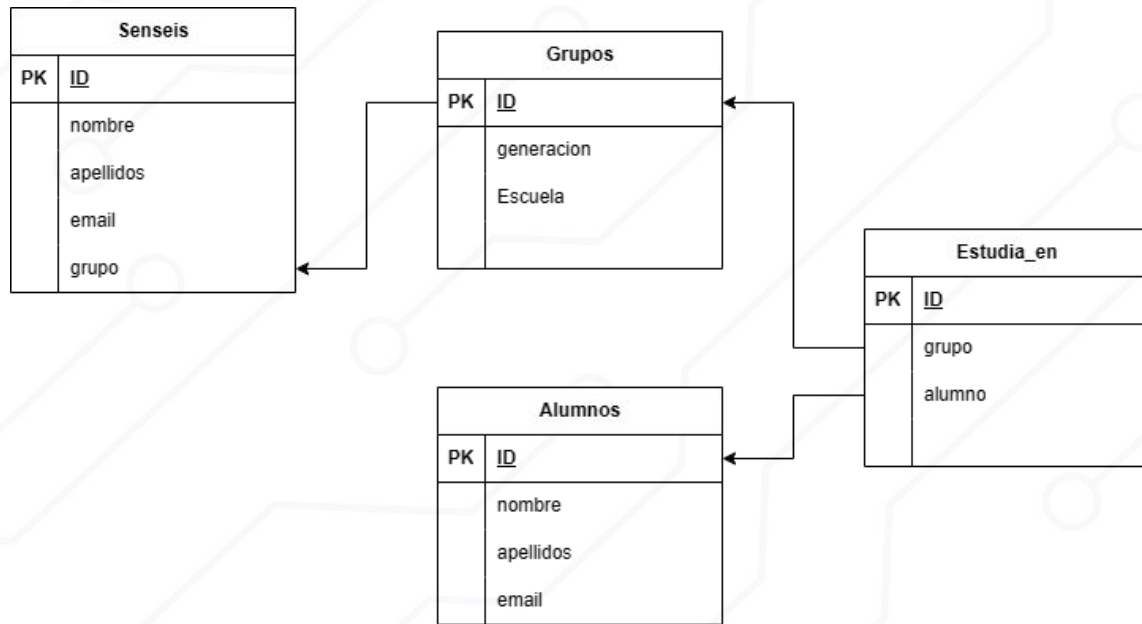 Senseis
PK ID
nombre
apellidos
email
grupo
Grupos
PK ID
generacion
Escuela
Estudia_en
PK ID
grupo
alumno
Alumnos
PK ID
nombre
apellidos
email